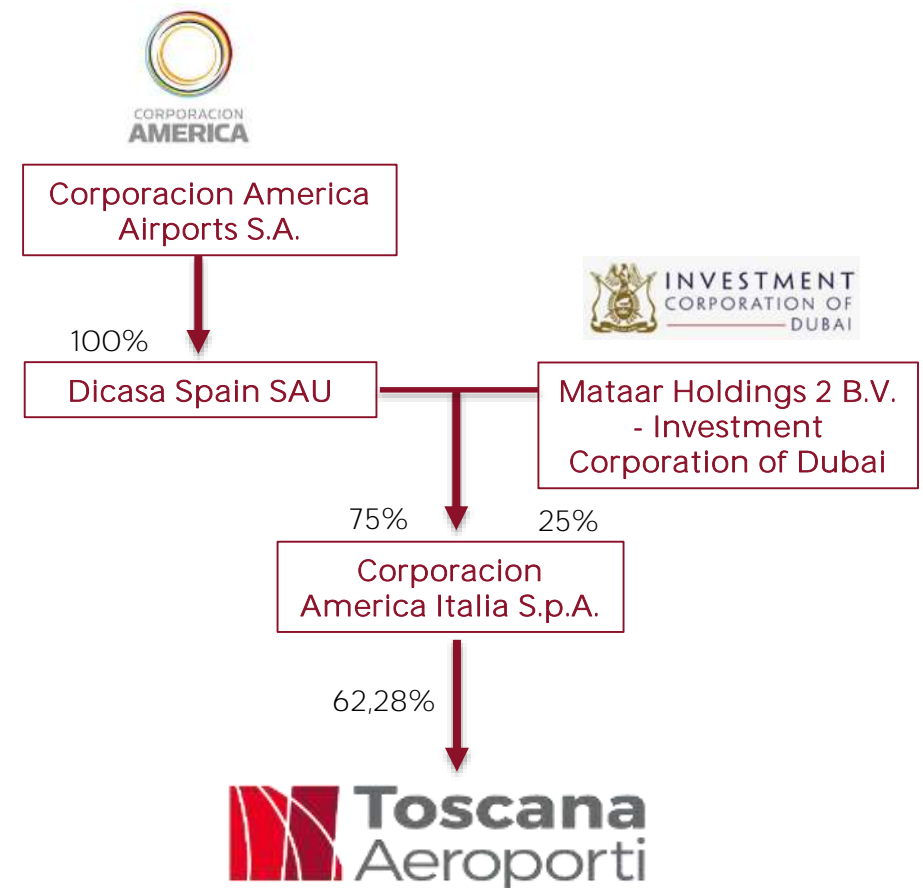 CORPORACION
AMERICA
Corporacion America
Airports S.A.
INVESTMENT
CORPORATION OF
DUBAI
100%
Dicasa Spain SAU
Mataar Holdings 2 B.V.
- Investment
Corporation of Dubai
75%
25%
Corporacion
America Italia S.p.A.
62,28%
Toscana
Aeroporti